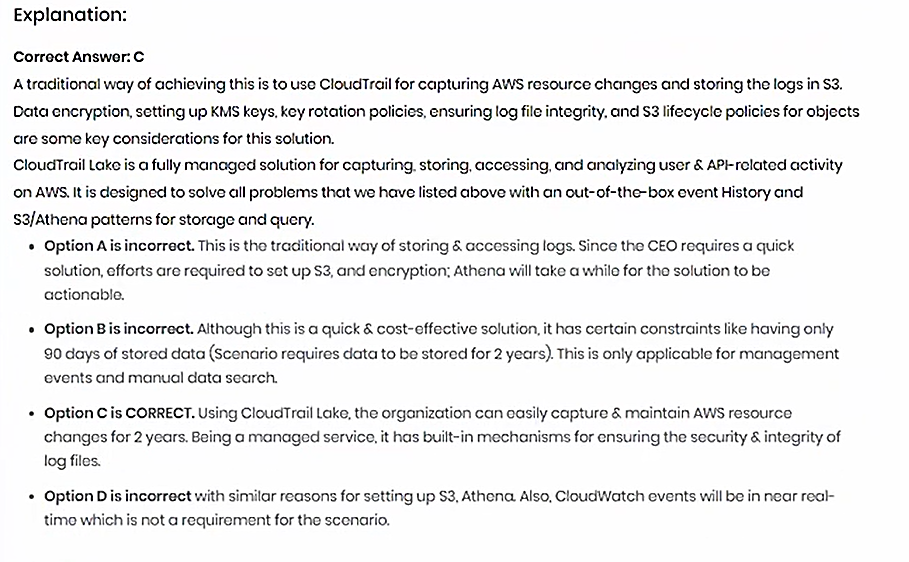 Explanation:
Correct Answer: C
A traditional way of achieving this is to use CloudTrail for capturing AWS resource changes and storing the logs in S3.
Data encryption, setting up KMS keys, key rotation policies, ensuring log file integrity, and S3 lifecycle policies for objects
are some key considerations for this solution.
CloudTrail Lake is a fully managed solution for capturing, storing, accessing, and analyzing user & API-related activity
on AWS. It is designed to solve all problems that we have listed above with an out-of-the-box event History and
S3/Athena patterns for storage and query.
• Option A is incorrect. This is the traditional way of storing & accessing logs. Since the CEO requires a quick
solution, efforts are required to set up S3, and encryption; Athena will take a while for the solution to be
actionable.
• Option B is incorrect. Although this is a quick & cost-effective solution, it has certain constraints like having only
90 days of stored data (Scenario requires data to be stored for 2 years). This is only applicable for management
events and manual data search.
• Option C is CORRECT. Using CloudTrail Lake, the organization can easily capture & maintain AWS resource
changes for 2 years. Being a managed service, it has built-in mechanisms for ensuring the security & integrity of
log files.
• Option D is incorrect with similar reasons for setting up S3, Athena. Also, CloudWatch events will be in near real-
time which is not a requirement for the scenario.